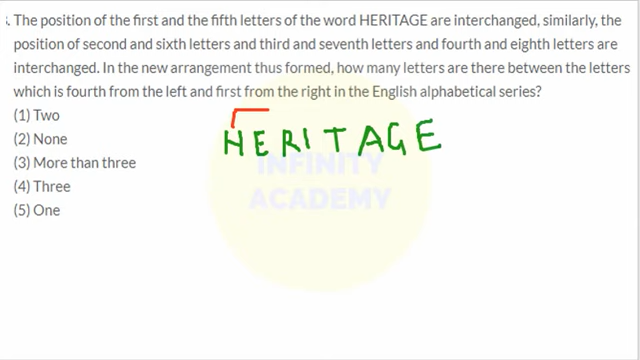 3. The position of the first and the fifth letters of the word HERITAGE are interchanged, similarly, the
position of second and sixth letters and third and seventh letters and fourth and eighth letters are
interchanged. In the new arrangement thus formed, how many letters are there between the letters
which is fourth from the left and first from the right in the English alphabetical series?
(1) Two
(2) None
(3) More than three
(4) Three
(5) One
HERITAGE
INFINITY
ACADEMY